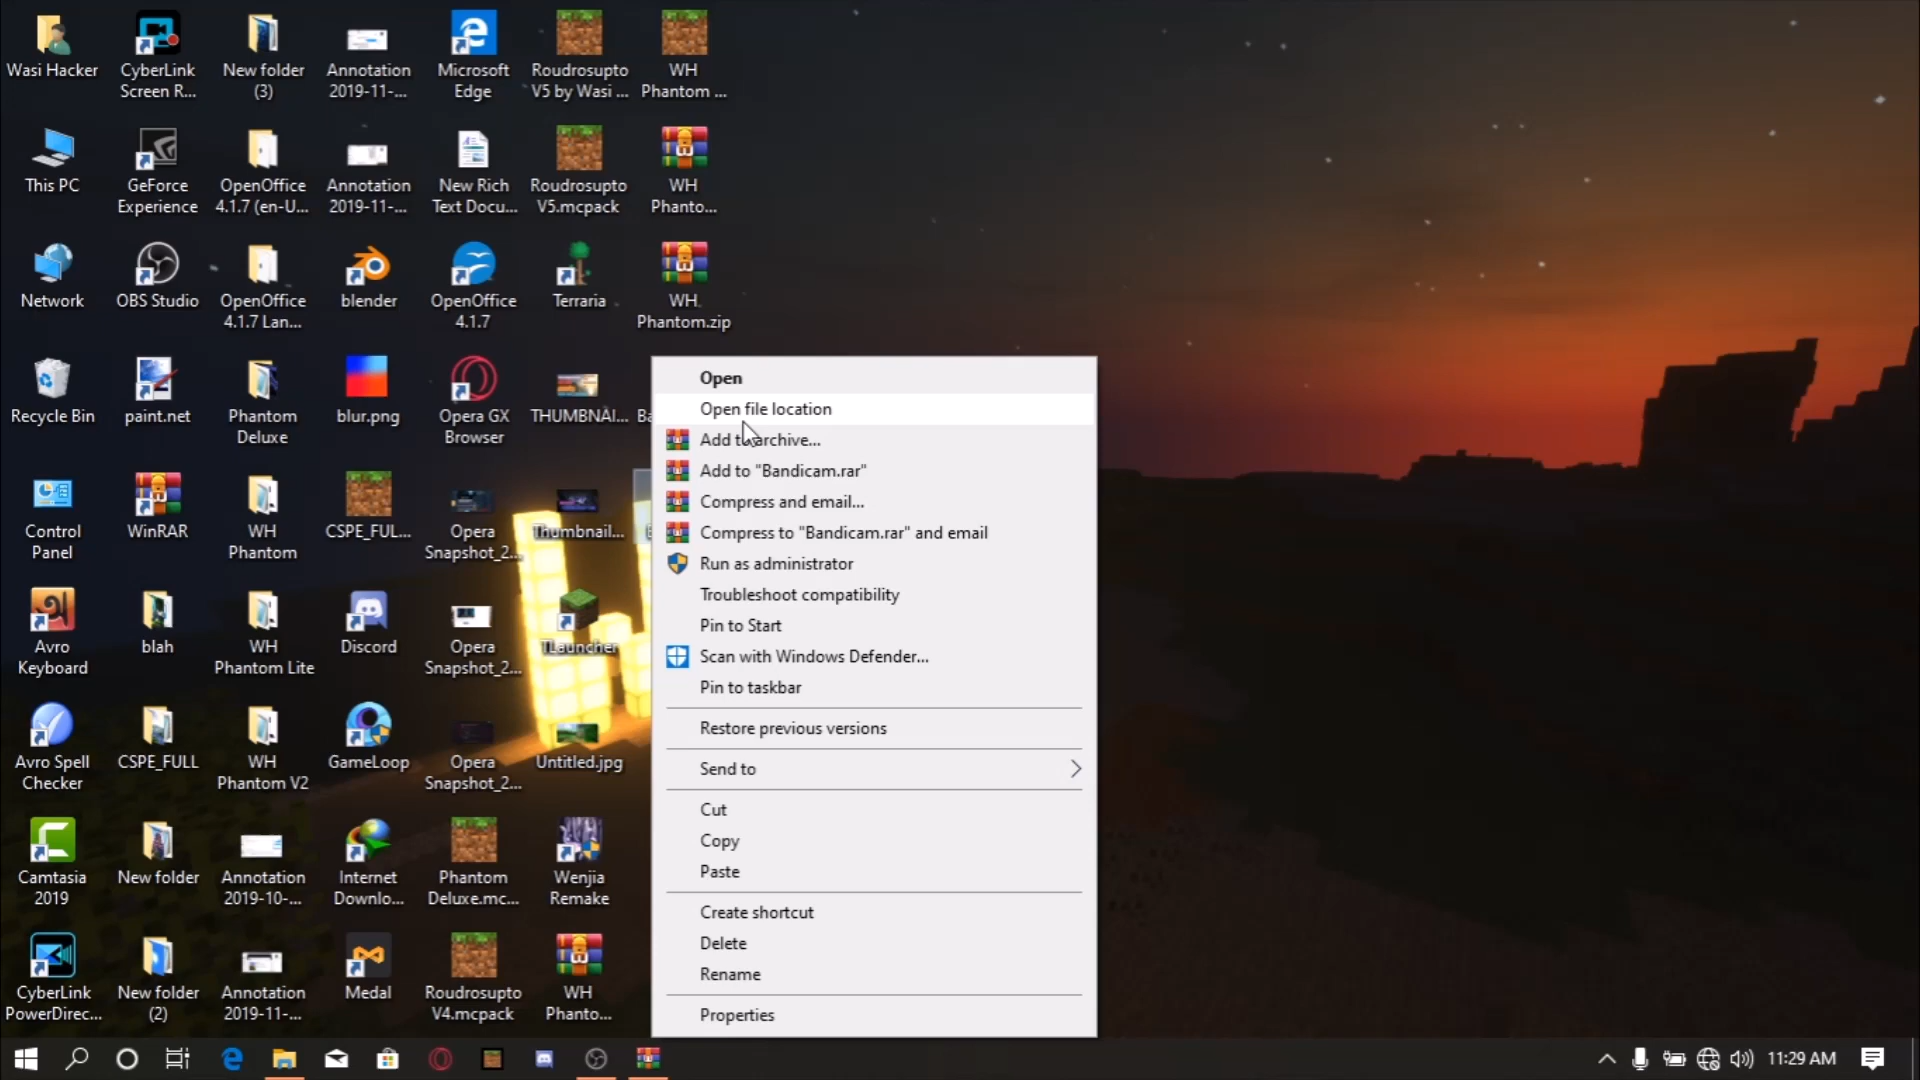 Wasi Hacker
CyberLink
Screen R...
New folder
(3)
Annotation
2019-11-...
Microsoft
Edge
Roudrosupto
V5 by Wasi ...
WH
Phantom ...
This PC
GeForce
Experience
OpenOffice
4.1.7 (en-U...
Annotation
2019-11-...
New Rich
Text Docu...
Roudrosupto
V5.mcpack
WH
Phanto...
Network
OBS Studio
OpenOffice
4.1.7 Lan...
blender
OpenOffice
4.1.7
Terraria
WH
Phantom.zip
Recycle Bin
paint.net
Phantom
Deluxe
blur.png
Opera GX
Browser
THUMBNAI...
Ba
Control
Panel
WinRAR
WH
Phantom
CSPE_FUL...
Opera
Snapshot_2...
Thumbnail...
Avro
Keyboard
blah
WH
Phantom Lite
Discord
Opera
Snapshot_2...
TLauncher
Avro Spell
Checker
CSPE_FULL
WH
Phantom V2
GameLoop
Opera
Snapshot_2...
Untitled.jpg
Camtasia
2019
New folder
Annotation
2019-10-...
Internet
Downlo...
Phantom
Deluxe.mc...
Wenjia
Remake
CyberLink
PowerDirec...
New folder
(2)
Annotation
2019-11-...
Medal
Roudrosupto
V4.mcpack
WH
Phanto...
Open
Open file location
Add to archive...
Add to "Bandicam.rar"
Compress and email...
Compress to "Bandicam.rar" and email
Run as administrator
Troubleshoot compatibility
Pin to Start
Scan with Windows Defender...
Pin to taskbar
Restore previous versions
Send to
Cut
Copy
Paste
Create shortcut
Delete
Rename
Properties
11:29 AM